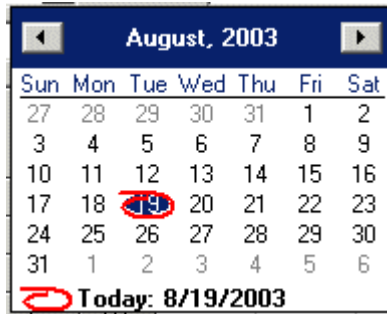 August, 2003
Sun Mon Tue Wed Thu Fri Sat
27 28 29 30 31 1 2
3 4 5 6 7 8 9
10 11 12 13 14 15 16
17 18 19 20 21 22 23
24 25 26 27 28 29 30
31 1 2 3 4 5 6
Today: 8/19/2003